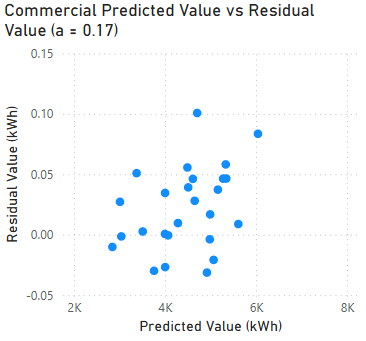 Commercial Predicted Value vs Residual
Value (a = 0.17)
0.15
0.10
0.05
0.00
-0.05
Residual Value (kWh)
2K 4K 6K 8K
Predicted Value (kWh)